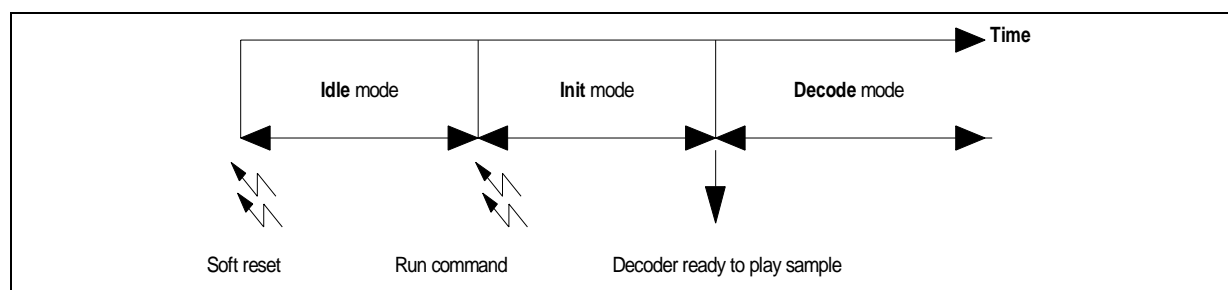 Time
Idle mode
Init mode
Decode mode
Soft reset
Run command
Decoder ready to play sample